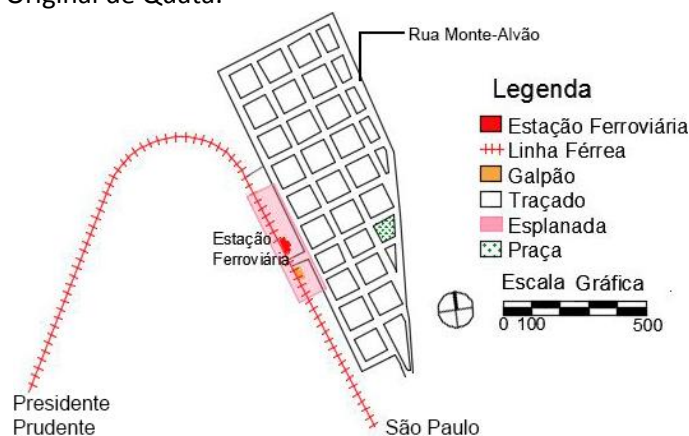 Original de Quatá.
Rua Monte-Alvão
Legenda
Estação Ferroviária
Linha Férrea
Galpão
Traçado
Esplanada
Praça
Estação
Ferroviária
Escala Gráfica
0 100 500
Presidente
Prudente
São Paulo